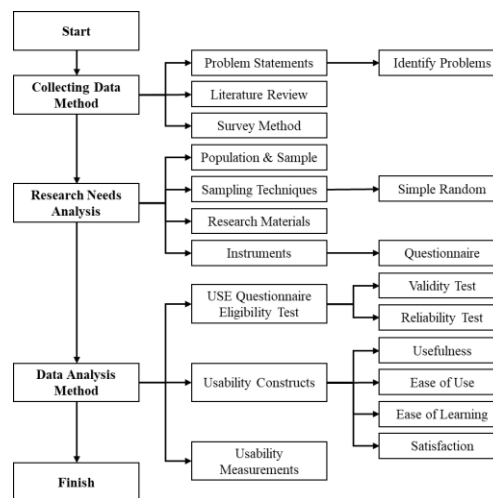 Start
Problem Statements
Identify Problems
Collecting Data
Method
Literature Review
Survey Method
Population & Sample
Research Needs
Analysis
Sampling Techniques
Simple Random
Research Materials
Instruments
Questionnaire
USE Questionnaire
Eligibility Test
Validity Test
Reliability Test
Data Analysis
Method
Usability Constructs
Usefulness
Ease of Use
Ease of Learning
Satisfaction
Usability
Measurements
Finish